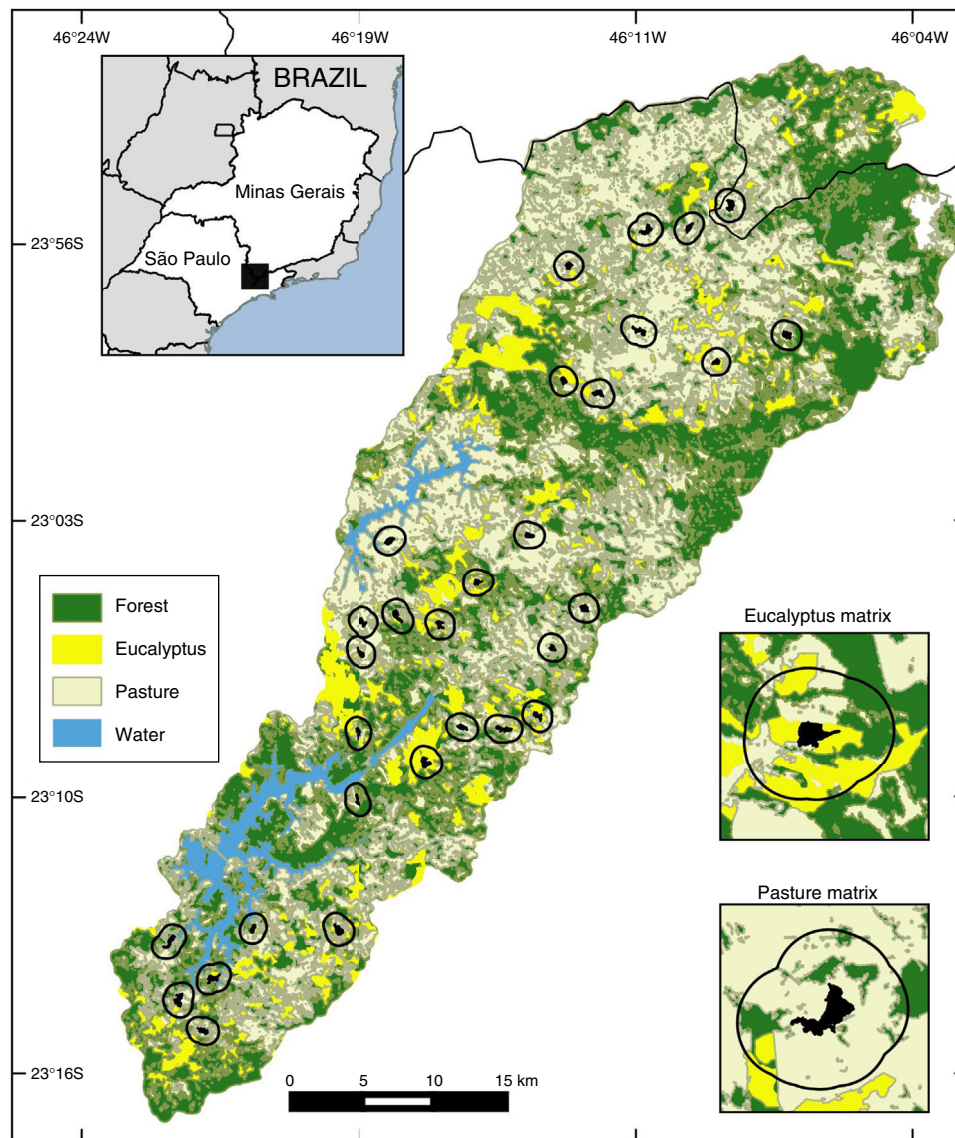 46°24W 46°19W 46°11W 46°04W
BRAZIL
Minas Gerais
São Paulo
23°56S
23°03S
23°10S
23°16S
Forest
Eucalyptus
Pasture
Water
Eucalyptus matrix
Pasture matrix
0 5 10 15 km